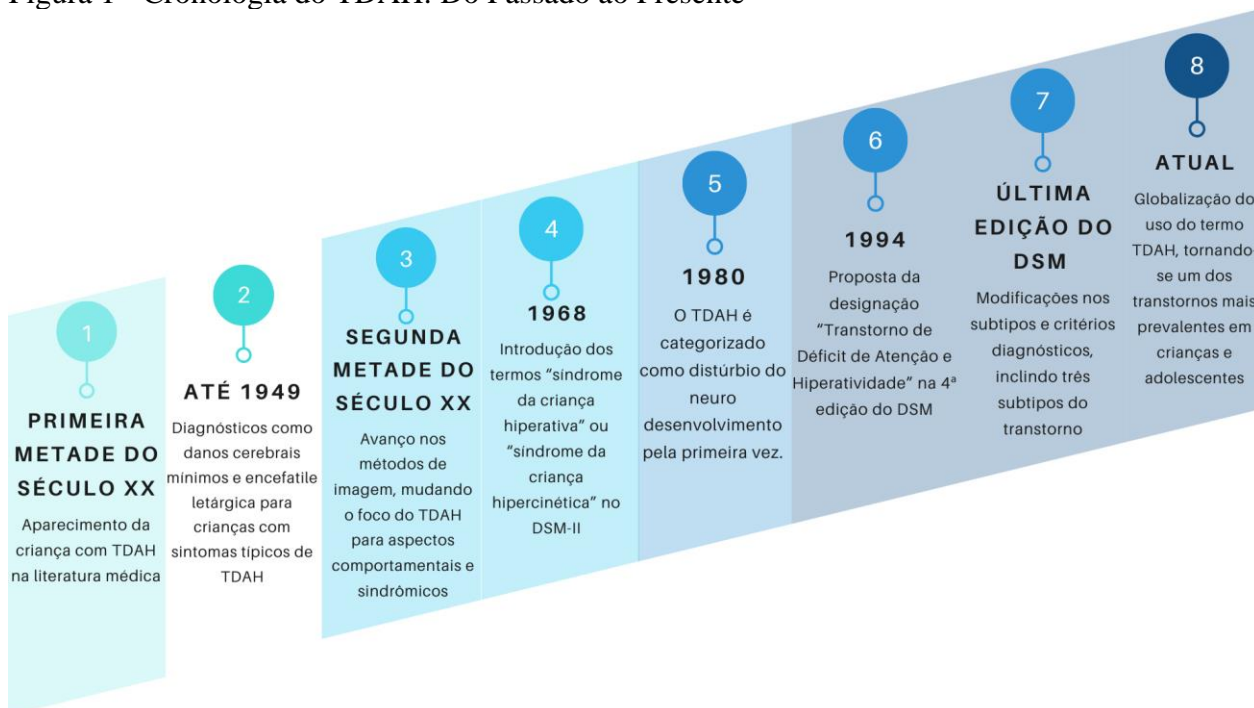 Figura 1 - Cronologia do TDAH: Do Passado ao Presente
1
PRIMEIRA
METADE DO
SÉCULO XX
Aparecimento da
criança com TDAH
na literatura médica
2
ATÉ 1949
Diagnósticos como
danos cerebrais
mínimos e encefatile
letárgica para
crianças com
sintomas típicos de
TDAH
3
SEGUNDA
METADE DO
SÉCULO XX
Avanço nos
métodos de
imagem, mudando
o foco do TDAH
para aspectos
comportamentais e
sindrômicos
4
1968
Introdução dos
termos “síndrome
da criança
hiperativa” ou
“síndrome da
criança
hipercinética” no
DSM-II
5
1980
O TDAH é
categorizado
como distúrbio do
neuro
desenvolvimento
pela primeira vez.
6
1994
Proposta da
designação
“Transtorno de
Déficit de Atenção e
Hiperatividade” na 4ª
edição do DSM
7
ÚLTIMA
EDIÇÃO DO
DSM
Modificações nos
subtipos e critérios
diagnósticos,
inclindo três
subtipos do
transtorno
8
ATUAL
Globalização do
uso do termo
TDAH, tornando-
se um dos
transtornos mais
prevalentes em
crianças e
adolescentes